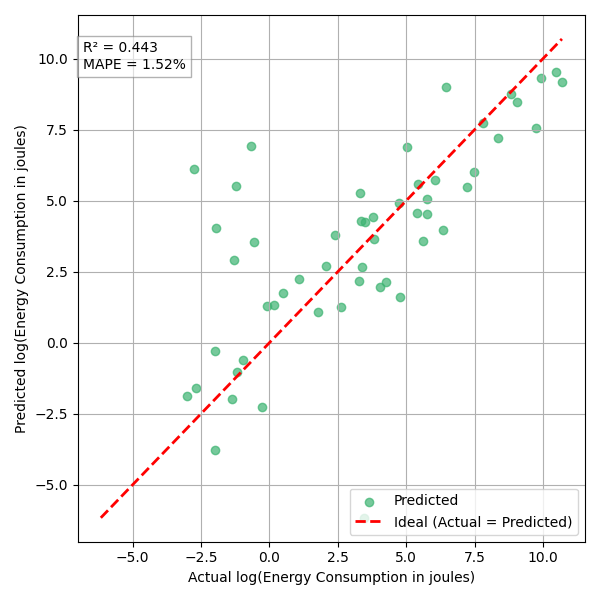 R² = 0.443
MAPE = 1.52%
10.0
7.5
5.0
2.5
0.0
−2.5
−5.0
Predicted log(Energy Consumption in joules)
Predicted
Ideal (Actual = Predicted)
−5.0 −2.5 0.0 2.5 5.0 7.5 10.0
Actual log(Energy Consumption in joules)